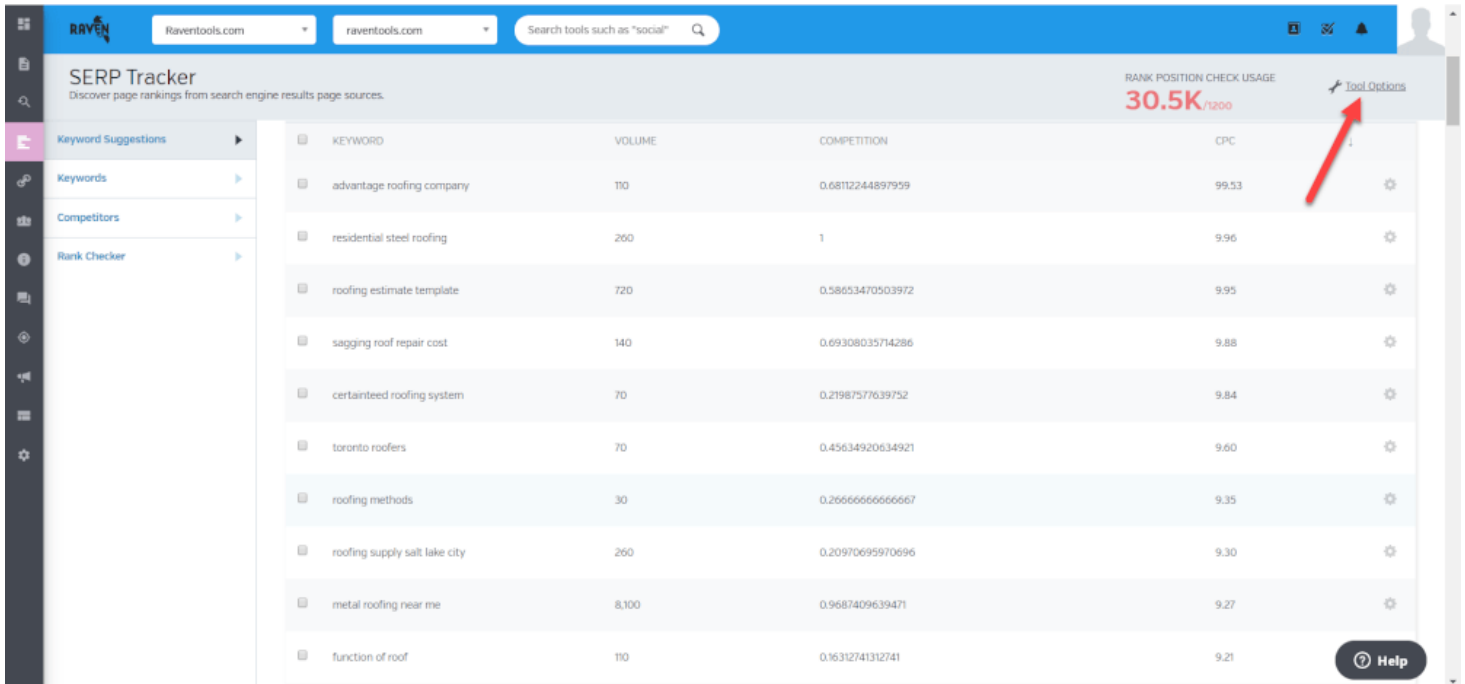 RAVEN Raventools.com raventools.com Search tools such as "social"
SERP Tracker
Discover page rankings from search engine results page sources.
RANK POSITION CHECK USAGE
30.5K/1200
Tool Options
Keyword Suggestions
Keywords
Competitors
Rank Checker
KEYWORD VOLUME COMPETITION CPC ↓
advantage roofing company 110 0.68112244897959 99.53
residential steel roofing 260 1 9.96
roofing estimate template 720 0.58653470503972 9.95
sagging roof repair cost 140 0.69308035714286 9.88
certainteed roofing system 70 0.21987577639752 9.84
toronto roofers 70 0.45634920634921 9.60
roofing methods 30 0.26666666666667 9.35
roofing supply salt lake city 260 0.20970695970696 9.30
metal roofing near me 8,100 0.9687409639471 9.27
function of roof 110 0.16312741312741 9.21
Help